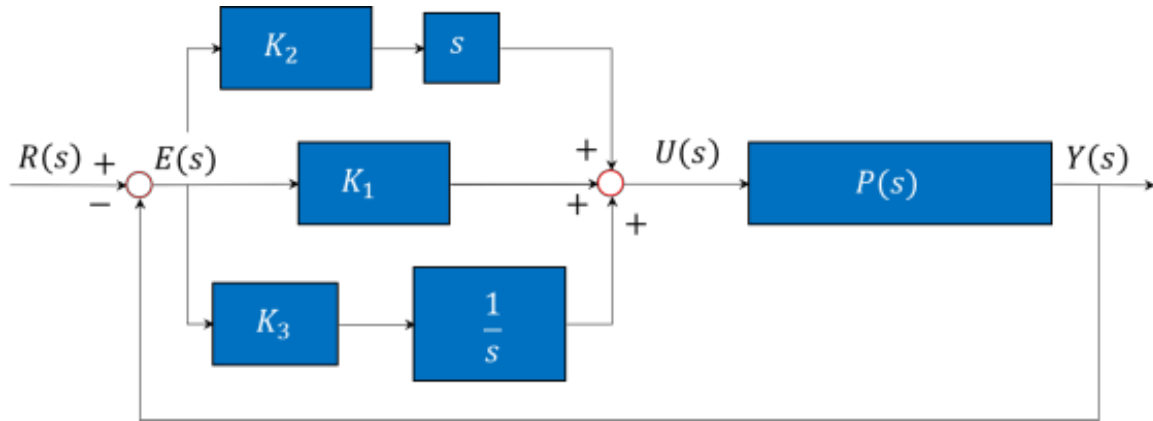 K₂
s
R(s)
+
E(s)
−
K₁
+
+
+
U(s)
P(s)
Y(s)
K₃
1
s